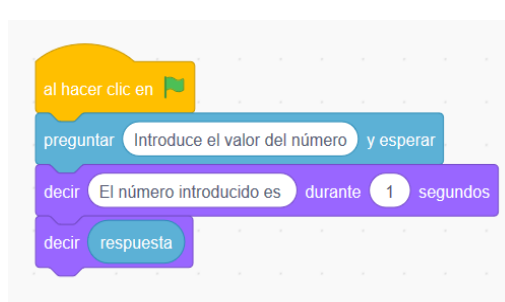 al hacer clic en
preguntar Introduce el valor del número y esperar
decir El número introducido es durante 1 segundos
decir respuesta